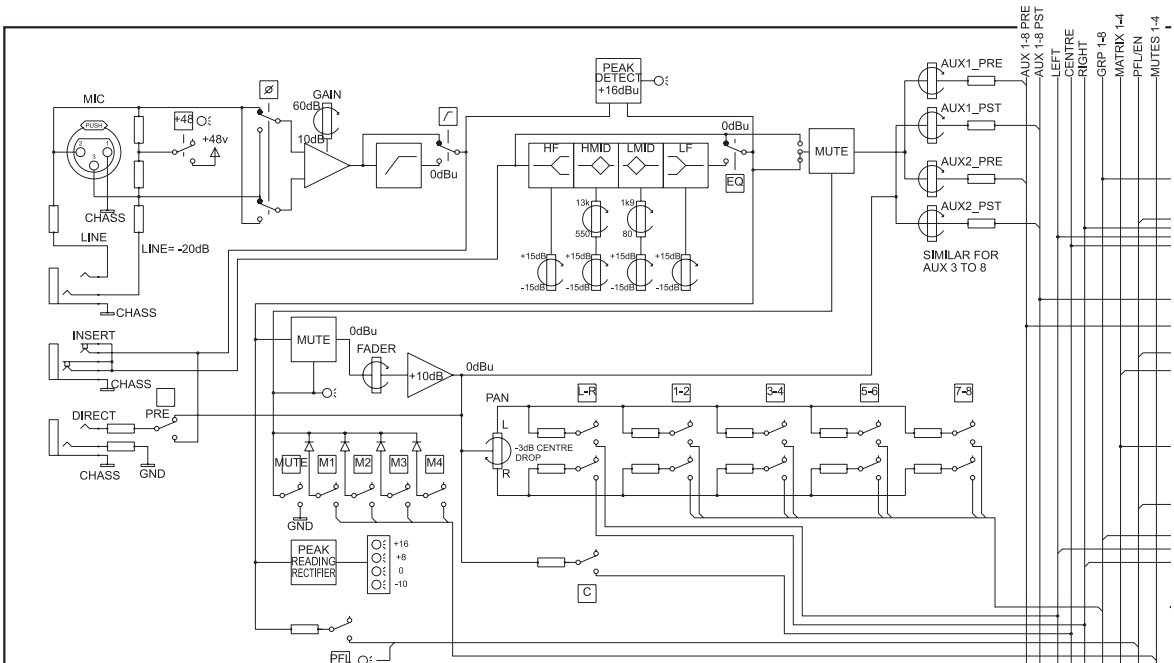 AUX 1-8 PRE
AUX 1-8 PST
LEFT
CENTRE
RIGHT
GRP 1-8
MATRIX 1-4
PFL/EN
MUTES 1-4
MIC
PUSH
2
1
3
CHASS
+48
+48v
Ø
GAIN
60dB
10dB
0dBu
PEAK
DETECT
+16dBu
HF
HMID
LMID
LF
0dBu
EQ
MUTE
13k
550
1k9
80
+15dB
-15dB
+15dB
-15dB
+15dB
-15dB
+15dB
-15dB
AUX1_PRE
AUX1_PST
AUX2_PRE
AUX2_PST
SIMILAR FOR
AUX 3 TO 8
LINE
LINE= -20dB
CHASS
INSERT
CHASS
DIRECT
PRE
CHASS
GND
MUTE
0dBu
FADER
+10dB
0dBu
MUTE
M1
M2
M3
M4
GND
PAN
L
R
-3dB CENTRE
DROP
L-R
1-2
3-4
5-6
7-8
PEAK
READING
RECTIFIER
+16
+8
0
-10
C
PFL